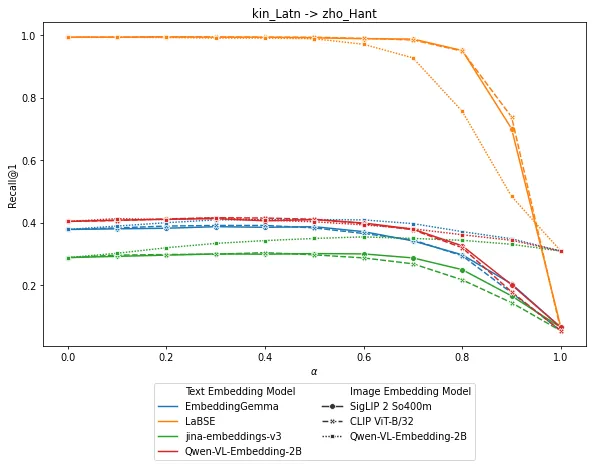 kin_Latn -> zho_Hant
Recall@1
1.0
0.8
0.6
0.4
0.2
0.0 0.2 0.4 0.6 0.8 1.0
α
Text Embedding Model
EmbeddingGemma
LaBSE
jina-embeddings-v3
Qwen-VL-Embedding-2B
Image Embedding Model
SigLIP 2 So400m
CLIP ViT-B/32
Qwen-VL-Embedding-2B